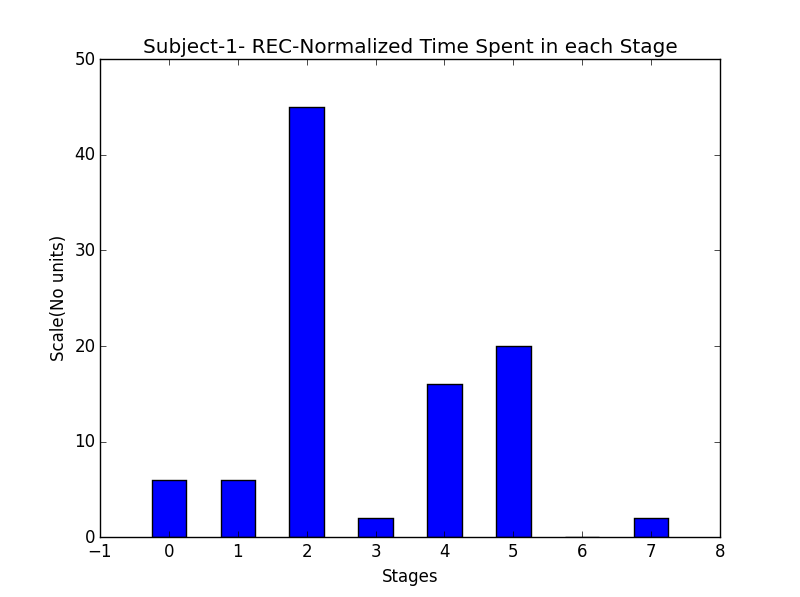 Subject-1- REC-Normalized Time Spent in each Stage
50
40
30
20
10
0
Scale(No units)
−1 0 1 2 3 4 5 6 7 8
Stages